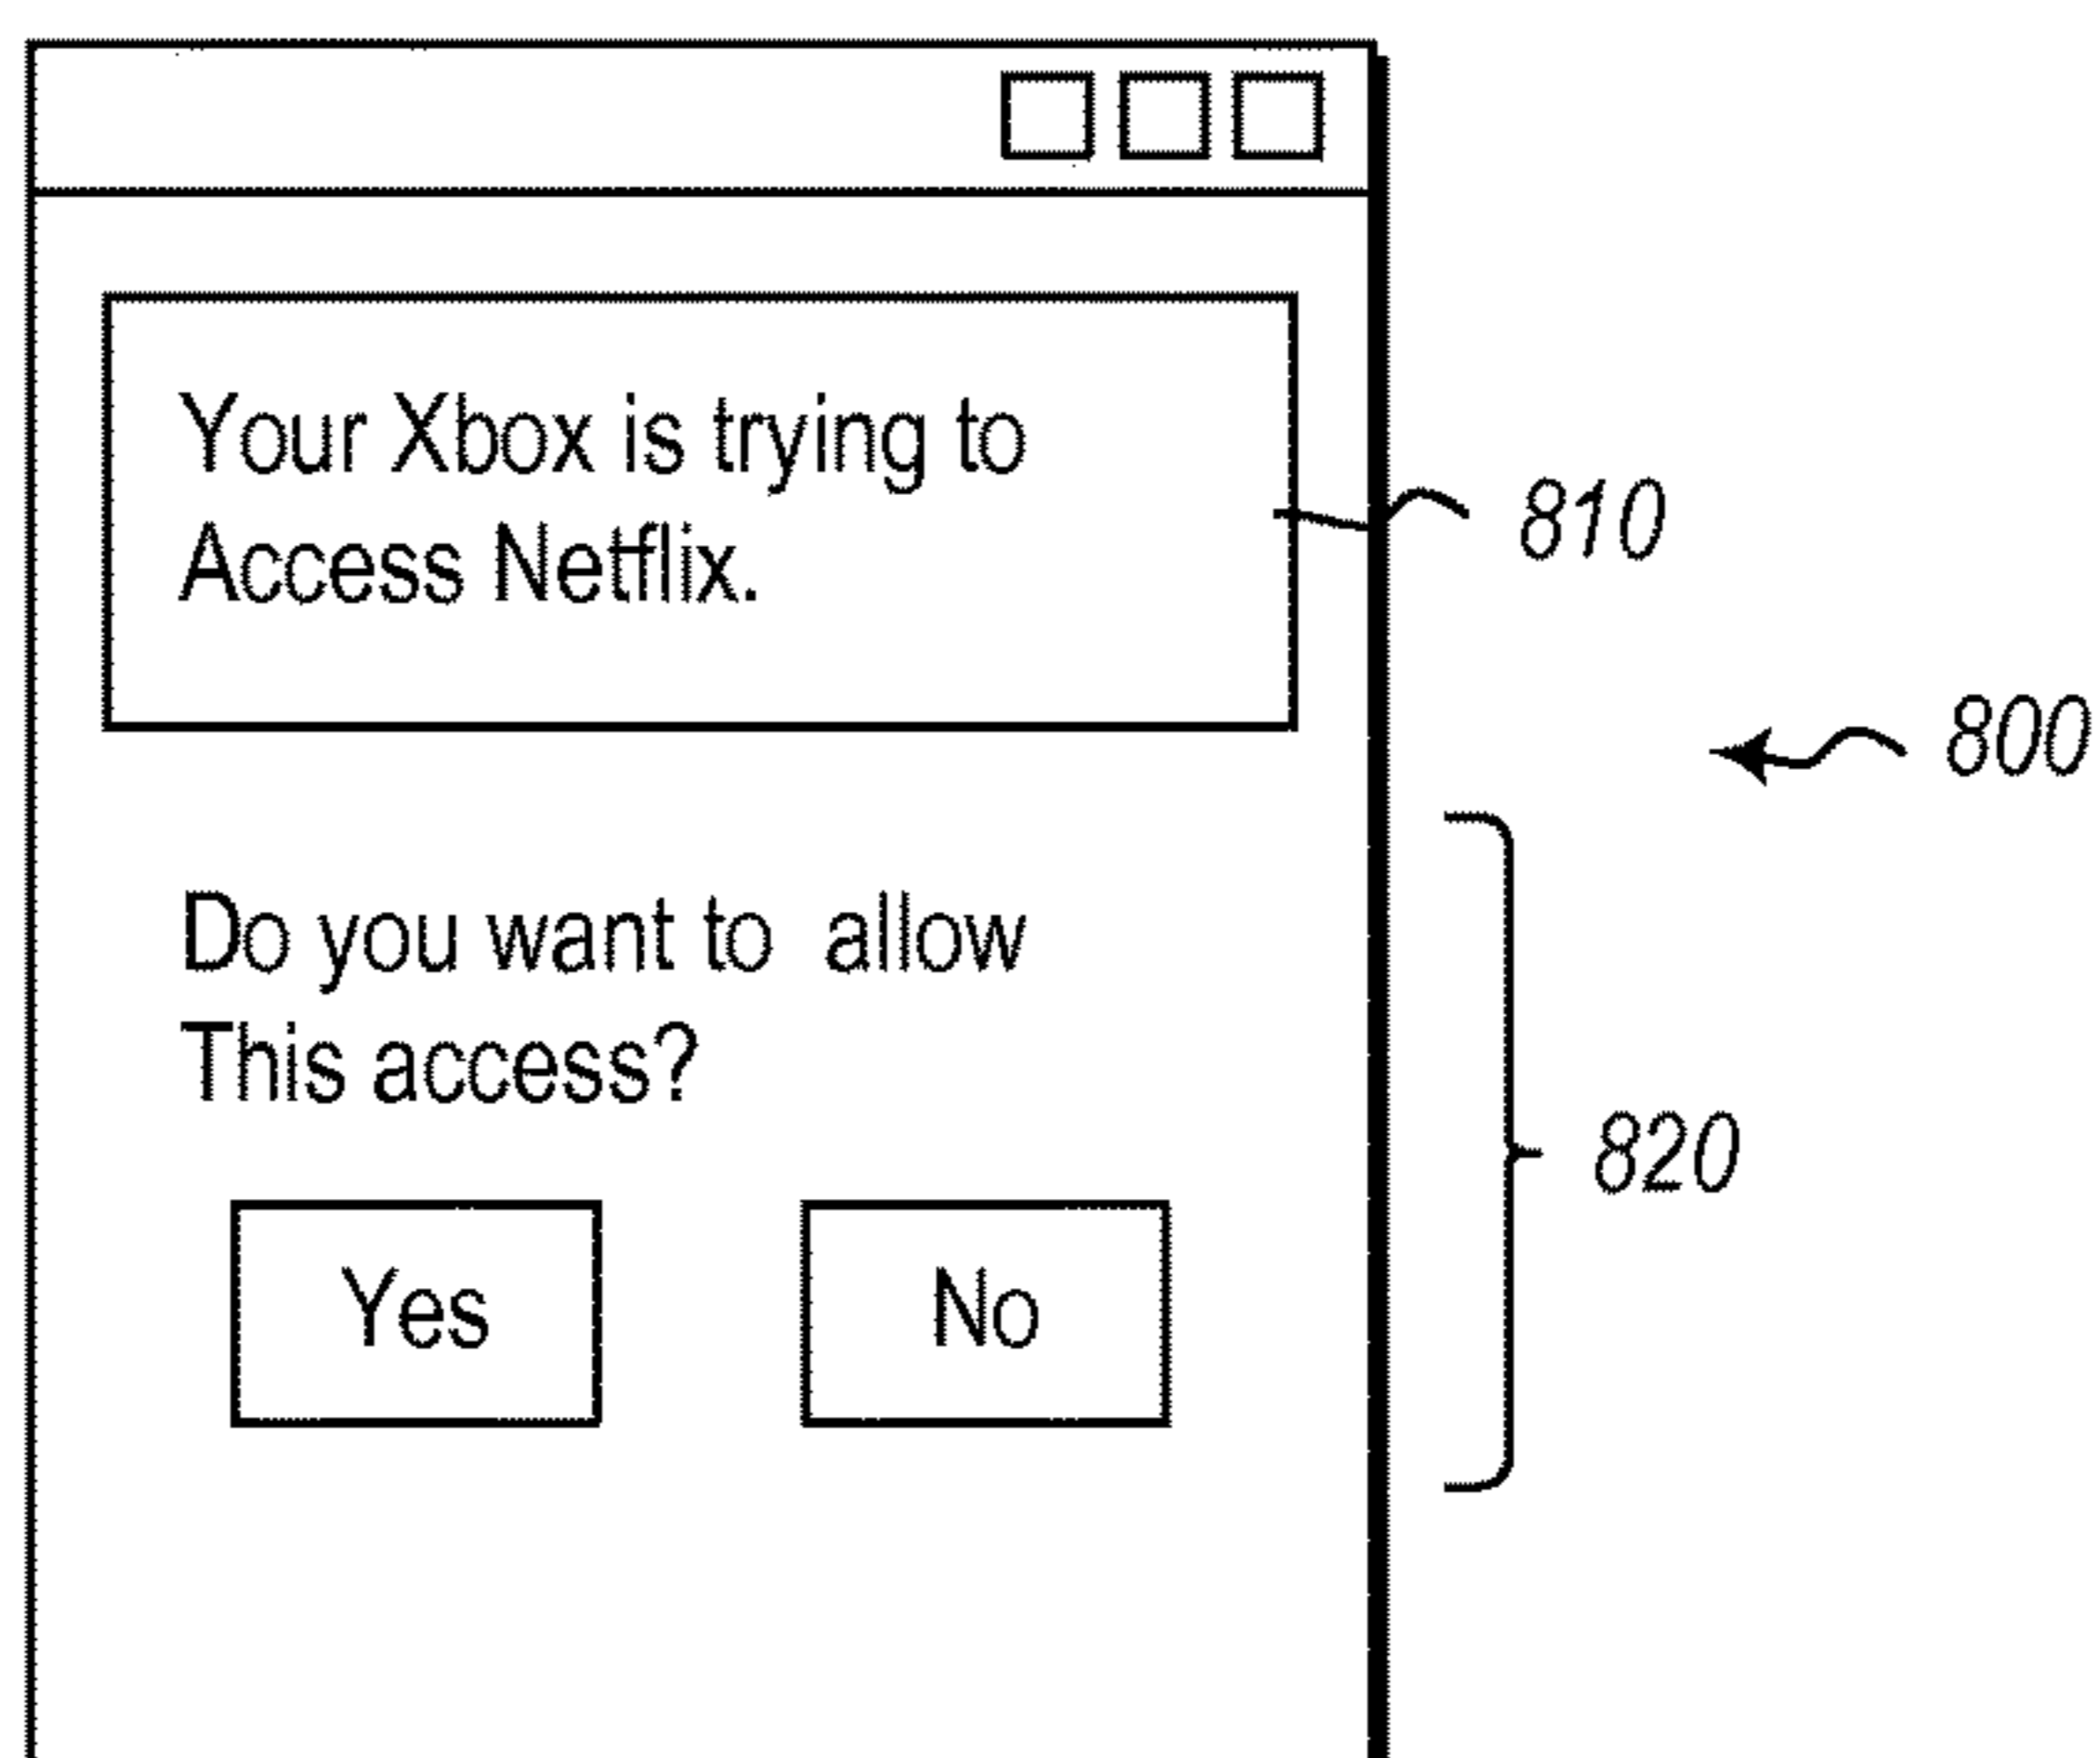 Your Xbox is trying to
Access Netflix.
810
800
Do you want to allow
This access?
820
Yes
No